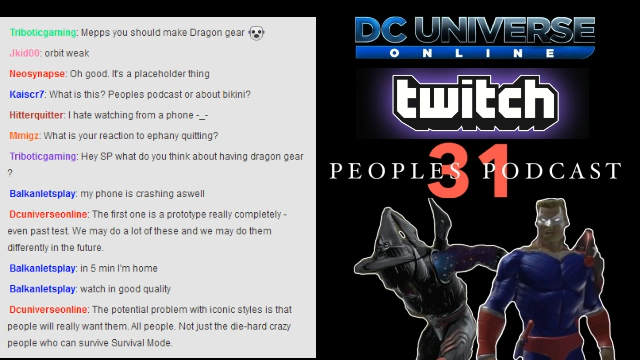 Triboticgaming: Mepps you should make Dragon gear
Jkid00: orbit weak
Neosynapse: Oh good. It's a placeholder thing
Kaiscr7: What is this? Peoples podcast or about bikini?
Hitterquitter: I hate watching from a phone -_-
Mmigz: What is your reaction to ephany quitting?
Triboticgaming: Hey SP what do you think about having dragon gear
?
Balkanletsplay: my phone is crashing aswell
Dcuniverseonline: The first one is a prototype really completely -
even past test. We may do a lot of these and we may do them
differently in the future.
Balkanletsplay: in 5 min I'm home
Balkanletsplay: watch in good quality
Dcuniverseonline: The potential problem with iconic styles is that
people will really want them. All people. Not just the die-hard crazy
people who can survive Survival Mode.
DC UNIVERSE
ONLINE
twitch
31
PEOPLES PODCAST